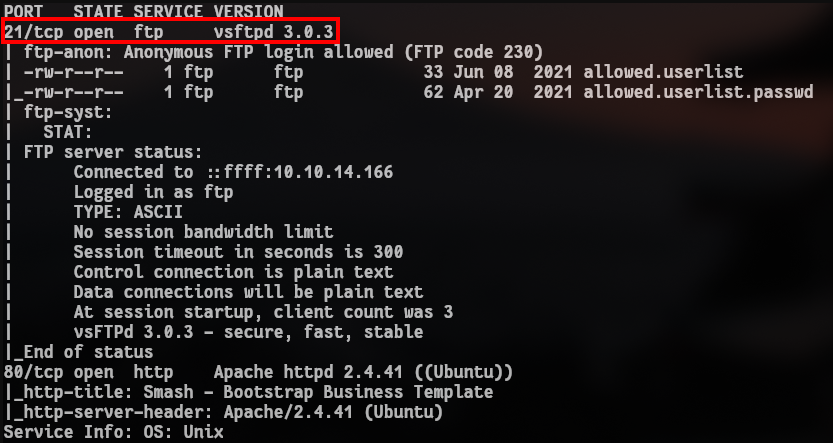 PORT   STATE SERVICE VERSION
21/tcp open  ftp     vsftpd 3.0.3
| ftp-anon: Anonymous FTP login allowed (FTP code 230)
| -rw-r--r--    1 ftp      ftp            33 Jun 08  2021 allowed.userlist
|_-rw-r--r--    1 ftp      ftp            62 Apr 20  2021 allowed.userlist.passwd
| ftp-syst:
|   STAT:
| FTP server status:
|      Connected to ::ffff:10.10.14.166
|      Logged in as ftp
|      TYPE: ASCII
|      No session bandwidth limit
|      Session timeout in seconds is 300
|      Control connection is plain text
|      Data connections will be plain text
|      At session startup, client count was 3
|      vsFTPd 3.0.3 - secure, fast, stable
|_End of status
80/tcp open  http    Apache httpd 2.4.41 ((Ubuntu))
|_http-title: Smash - Bootstrap Business Template
|_http-server-header: Apache/2.4.41 (Ubuntu)
Service Info: OS: Unix